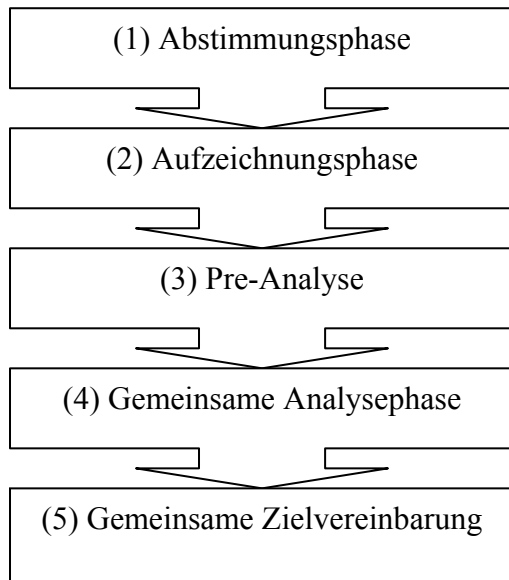 (1) Abstimmungsphase
(2) Aufzeichnungsphase
(3) Pre-Analyse
(4) Gemeinsame Analysephase
(5) Gemeinsame Zielvereinbarung